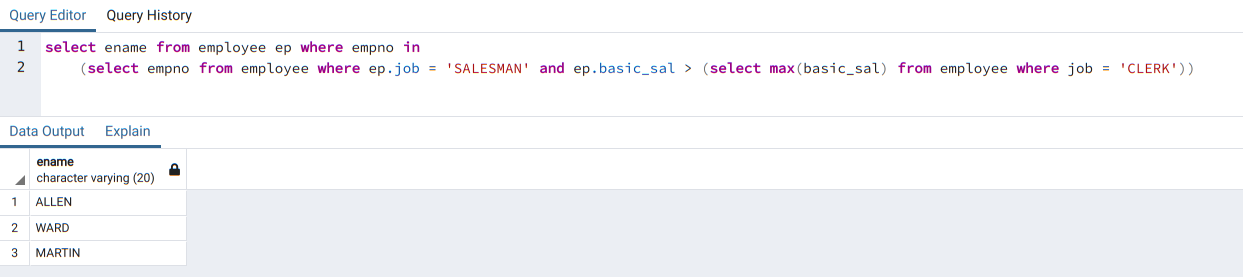 Query Editor Query History
1 select ename from employee ep where empno in
2 (select empno from employee where ep.job = 'SALESMAN' and ep.basic_sal > (select max(basic_sal) from employee where job = 'CLERK'))
Data Output Explain
ename
character varying (20)
1 ALLEN
2 WARD
3 MARTIN